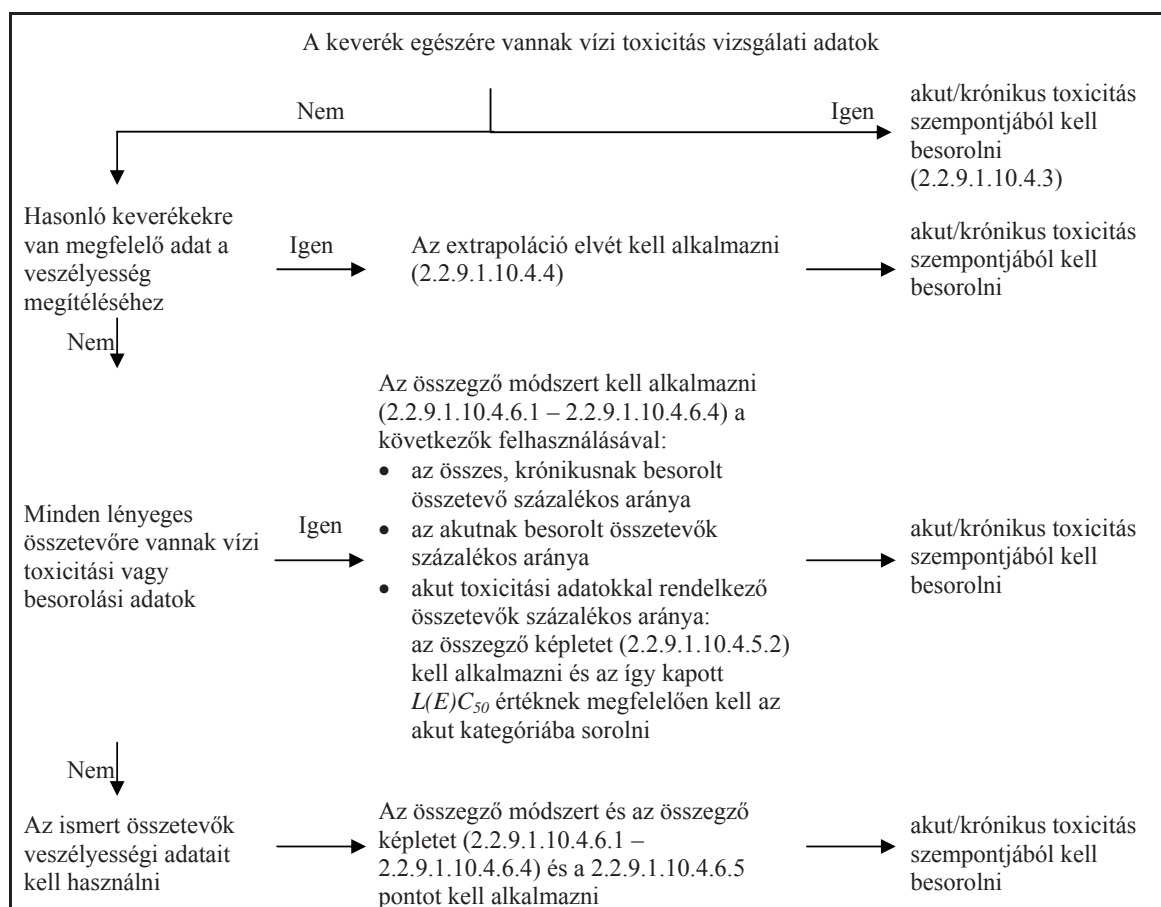 A keverék egészére vannak vízi toxicitás vizsgálati adatok
Nem
Igen
akut/krónikus toxicitás
szempontjából kell
besorolni
(2.2.9.1.10.4.3)
Hasonló keverékekre
van megfelelő adat a
veszélyesség
megítéléséhez
Igen
Az extrapoláció elvét kell alkalmazni
(2.2.9.1.10.4.4)
akut/krónikus toxicitás
szempontjából kell
besorolni
Nem
Minden lényeges
összetevőre vannak vízi
toxicitási vagy
besorolási adatok
Igen
Az összegző módszert kell alkalmazni
(2.2.9.1.10.4.6.1 – 2.2.9.1.10.4.6.4) a
következők felhasználásával:
• az összes, krónikusnak besorolt
összetevő százalékos aránya
• az akutnak besorolt összetevők
százalékos aránya
• akut toxicitási adatokkal rendelkező
összetevők százalékos aránya:
az összegző képletet (2.2.9.1.10.4.5.2)
kell alkalmazni és az így kapott
L(E)C50 értéknek megfelelően kell az
akut kategóriába sorolni
akut/krónikus toxicitás
szempontjából kell
besorolni
Nem
Az ismert összetevők
veszélyességi adatait
kell használni
Az összegző módszert és az összegző
képletet (2.2.9.1.10.4.6.1 –
2.2.9.1.10.4.6.4) és a 2.2.9.1.10.4.6.5
pontot kell alkalmazni
akut/krónikus toxicitás
szempontjából kell
besorolni